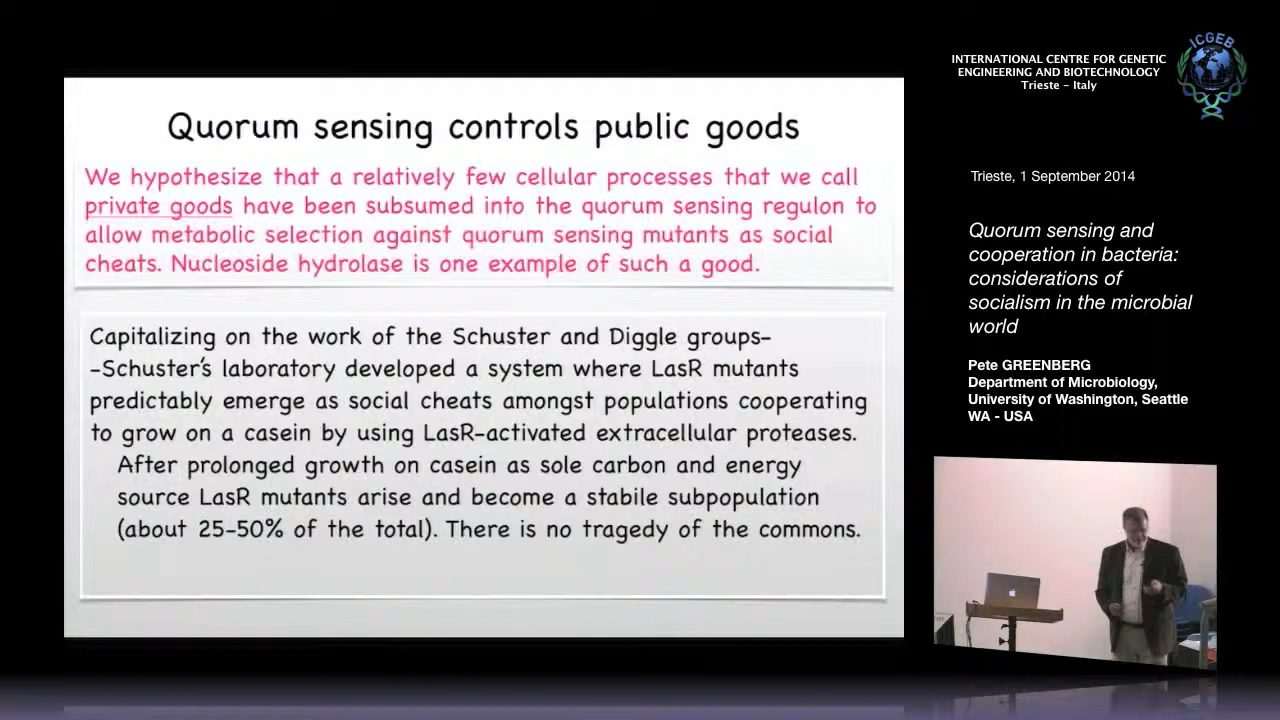 Quorum sensing controls public goods
We hypothesize that a relatively few cellular processes that we call
private goods have been subsumed into the quorum sensing regulon to
allow metabolic selection against quorum sensing mutants as social
cheats. Nucleoside hydrolase is one example of such a good.
Capitalizing on the work of the Schuster and Diggle groups-
-Schuster's laboratory developed a system where LasR mutants
predictably emerge as social cheats amongst populations cooperating
to grow on a casein by using LasR-activated extracellular proteases.
After prolonged growth on casein as sole carbon and energy
source LasR mutants arise and become a stabile subpopulation
(about 25-50% of the total). There is no tragedy of the commons.
INTERNATIONAL CENTRE FOR GENETIC
ENGINEERING AND BIOTECHNOLOGY
Trieste - Italy
ICGEB
Trieste, 1 September 2014
Quorum sensing and
cooperation in bacteria:
considerations of
socialism in the microbial
world
Pete GREENBERG
Department of Microbiology,
University of Washington, Seattle
WA - USA